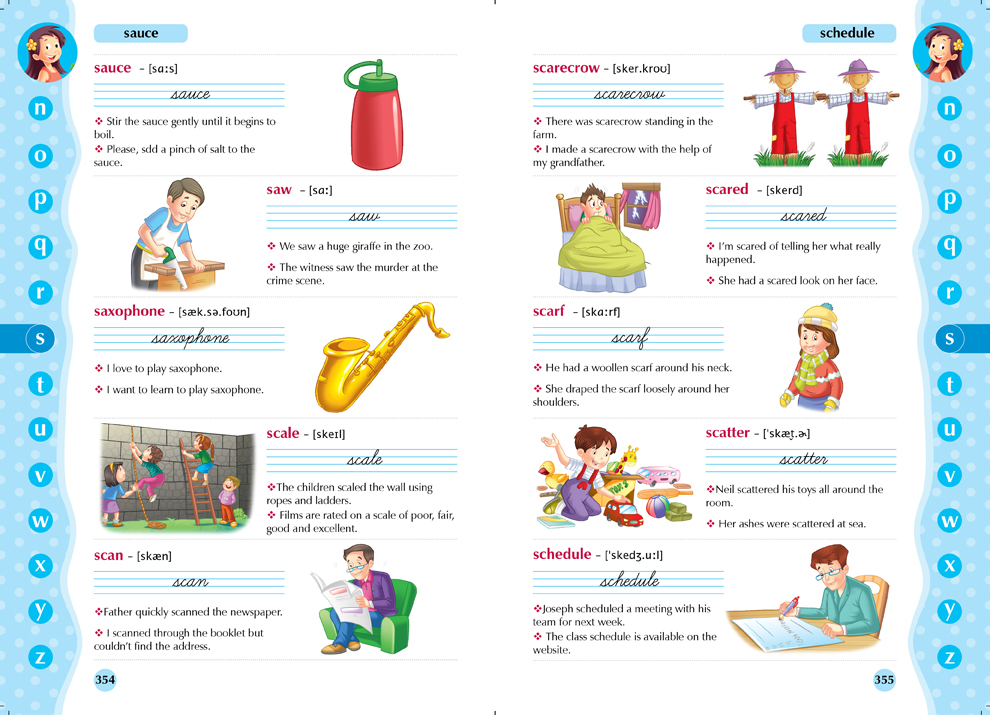 sauce
sauce – [sɑːs]
sauce
❖ Stir the sauce gently until it begins to
boil.
❖ Please, sdd a pinch of salt to the
sauce.
saw – [sɑː]
saw
❖ We saw a huge giraffe in the zoo.
❖ The witness saw the murder at the
crime scene.
saxophone – [sæk.sə.foʊn]
saxophone
❖ I love to play saxophone.
❖ I want to learn to play saxophone.
scale – [skeɪl]
scale
❖The children scaled the wall using
ropes and ladders.
❖ Films are rated on a scale of poor, fair,
good and excellent.
scan – [skæn]
scan
❖Father quickly scanned the newspaper.
❖ I scanned through the booklet but
couldn't find the address.
354
n
o
p
q
r
s
t
u
v
w
x
y
z
schedule
scarecrow – [sker.kroʊ]
scarecrow
❖ There was scarecrow standing in the
farm.
❖ I made a scarecrow with the help of
my grandfather.
scared – [skerd]
scared
❖ I'm scared of telling her what really
happened.
❖ She had a scared look on her face.
scarf – [skɑːrf]
scarf
❖ He had a woollen scarf around his neck.
❖ She draped the scarf loosely around her
shoulders.
scatter – [ˈskæt̬.ɚ]
scatter
❖Neil scattered his toys all around the
room.
❖ Her ashes were scattered at sea.
TOYS
schedule – [ˈskedʒ.uːl]
schedule
❖Joseph scheduled a meeting with his
team for next week.
❖ The class schedule is available on the
website.
355
n
o
p
q
r
s
t
u
v
w
x
y
z